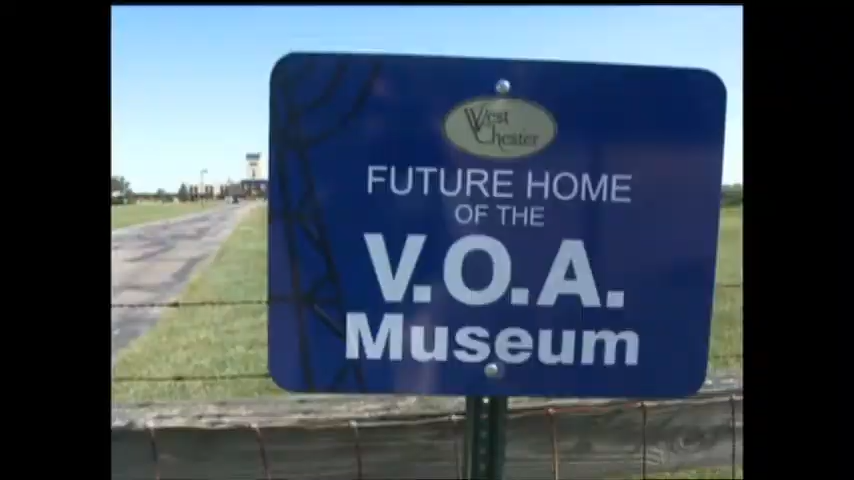 West
Chester
FUTURE HOME
OF THE
V.O.A.
Museum